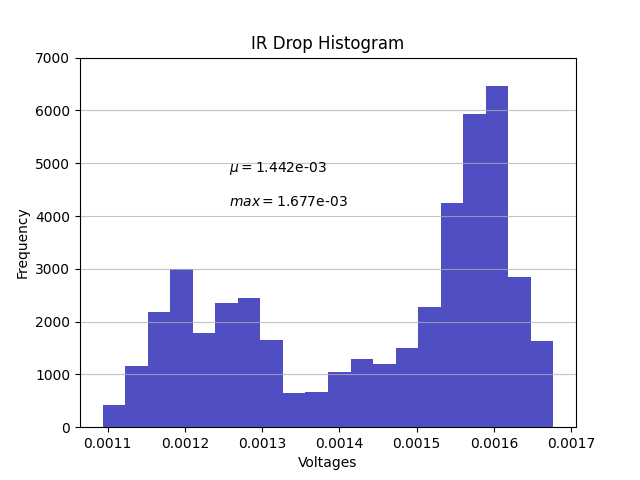 IR Drop Histogram
7000
6000
5000
4000
3000
2000
1000
0
Frequency
μ = 1.442e-03
max = 1.677e-03
0.0011 0.0012 0.0013 0.0014 0.0015 0.0016 0.0017
Voltages